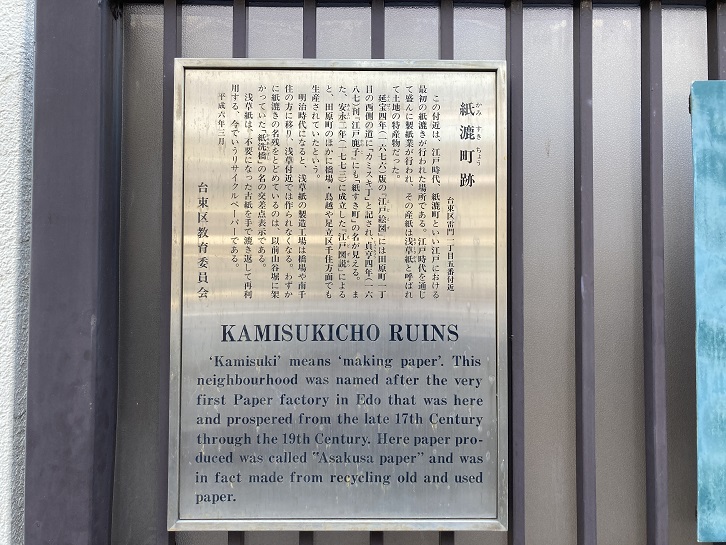 紙漉町跡
かみ すき ちょう
台東区雷門一丁目五番付近
この付近は、江戸時代、紙漉町といい江戸における
最初の紙漉きが行われた場所である。江戸時代を通じ
て盛んに製紙業が行われ、その産紙は浅草紙と呼ばれ
て土地の特産物だった。
延宝四年(一六七六)版の『江戸絵図』には田原町一丁
目の西側の道に「カミスキ丁」と記され、貞享四年(一六
八七)刊『江戸鹿子』にも「紙すき町」の名が見える。ま
た、安永二年(一七七三)に成立した『江戸図説』による
と、田原町のほかに橋場・鳥越や足立区千住方面でも
生産されていたという。
明治時代になると、浅草紙の製造工場は橋場や南千
住の方に移り、浅草付近では作られなくなる。わずか
に紙漉きの名残をとどめているのは、以前山谷堀に架
かっていた「紙洗橋」の名の交差点表示である。
浅草紙は、不要になった古紙を手で漉き返して再利
用する、今でいうリサイクルペーパーである。
平成六年三月
台東区教育委員会
KAMISUKICHO RUINS
'Kamisuki' means 'making paper'. This
neighbourhood was named after the very
first Paper factory in Edo that was here
and prospered from the late 17th Century
through the 19th Century. Here paper pro-
duced was called "Asakusa paper" and was
in fact made from recycling old and used
paper.